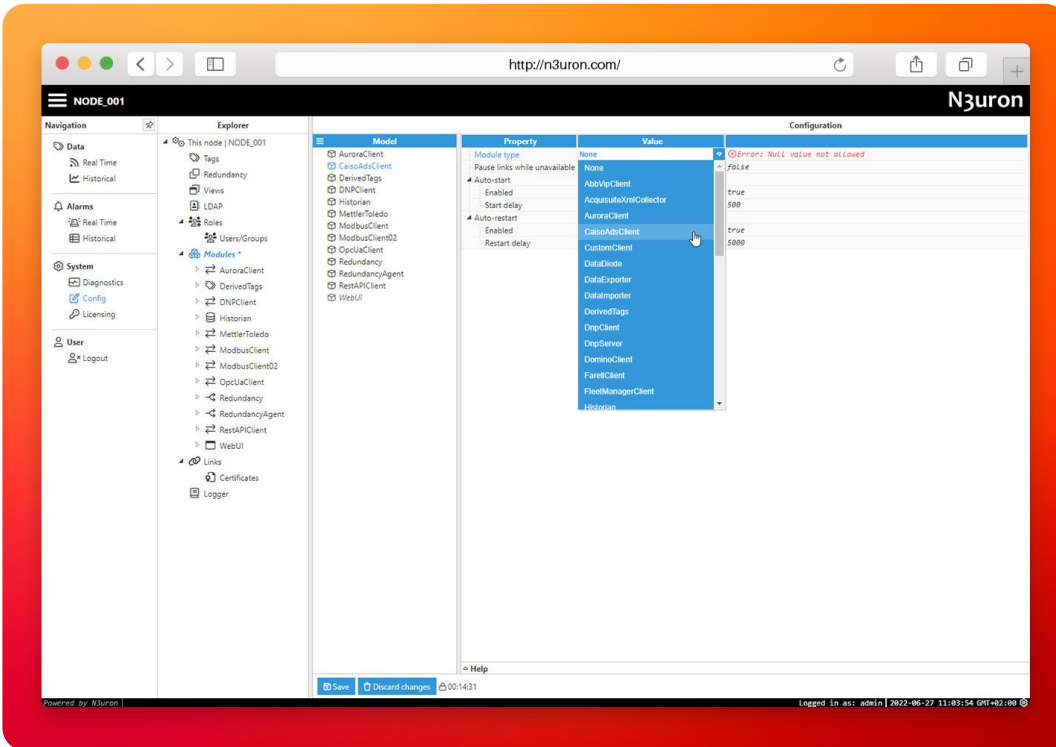 http://n3uron.com/
NODE_001
N3uron
Navigation
Data
Real Time
Historical
Alarms
Real Time
Historical
System
Diagnostics
Config
Licensing
User
Logout
Explorer
This node | NODE_001
Tags
Redundancy
Views
LDAP
Roles
Users/Groups
Modules *
AuroraClient
DerivedTags
DNPClient
Historian
MettlerToledo
ModbusClient
ModbusClient02
OpcUaClient
Redundancy
RedundancyAgent
RestAPIClient
WebUI
Links
Certificates
Logger
Configuration
Model
AuroraClient
CaisoAdsClient
DerivedTags
DNPClient
Historian
MettlerToledo
ModbusClient
ModbusClient02
OpcUaClient
Redundancy
RedundancyAgent
RestAPIClient
WebUI
Property Value
Module type None Error: Null value not allowed
Pause links while unavailable false
Auto-start
Enabled true
Start delay 500
Auto-restart
Enabled true
Restart delay 5000
None
AbbVipClient
AcquisuiteXmlCollector
AuroraClient
CaisoAdsClient
CustomClient
DataDiode
DataExporter
DataImporter
DerivedTags
DnpClient
DnpServer
DominoClient
FarellClient
FleetManagerClient
Historian
Help
Save Discard changes 00:14:31
Powered by N3uron Logged in as: admin | 2022-06-27 11:03:54 GMT+02:00